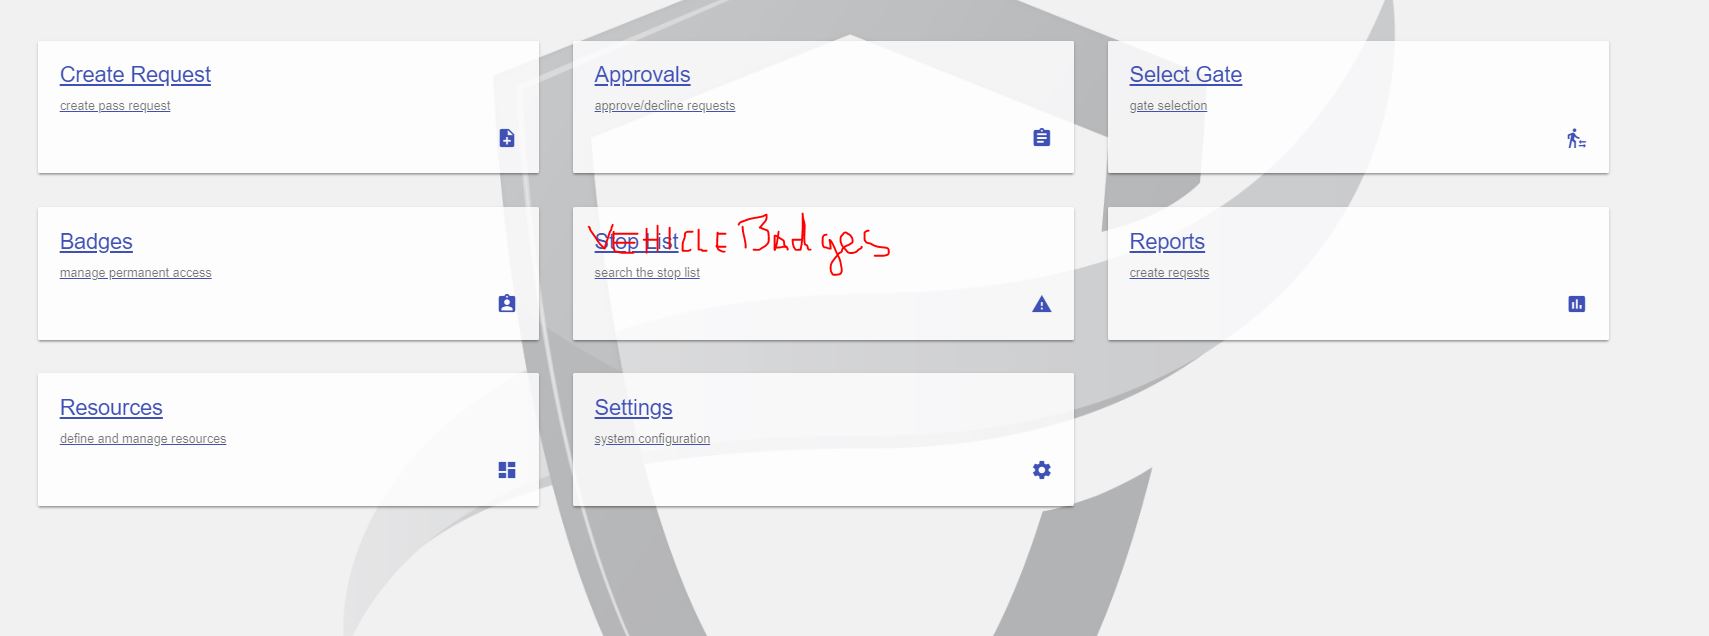 Create Request
create pass request
Approvals
approve/decline requests
Select Gate
gate selection
Badges
manage permanent access
Stop List
VEHICLE Badges
search the stop list
Reports
create reqests
Resources
define and manage resources
Settings
system configuration